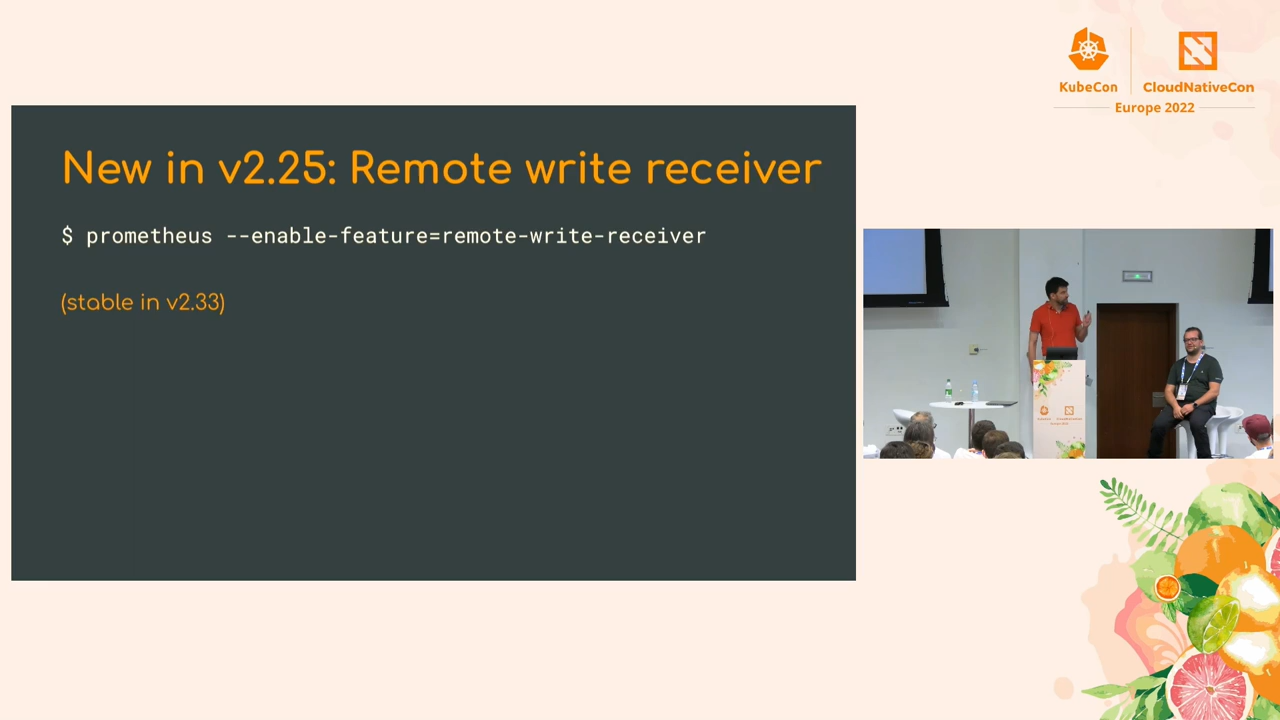 KubeCon
CloudNativeCon
Europe 2022
New in v2.25: Remote write receiver
$ prometheus --enable-feature=remote-write-receiver
(stable in v2.33)